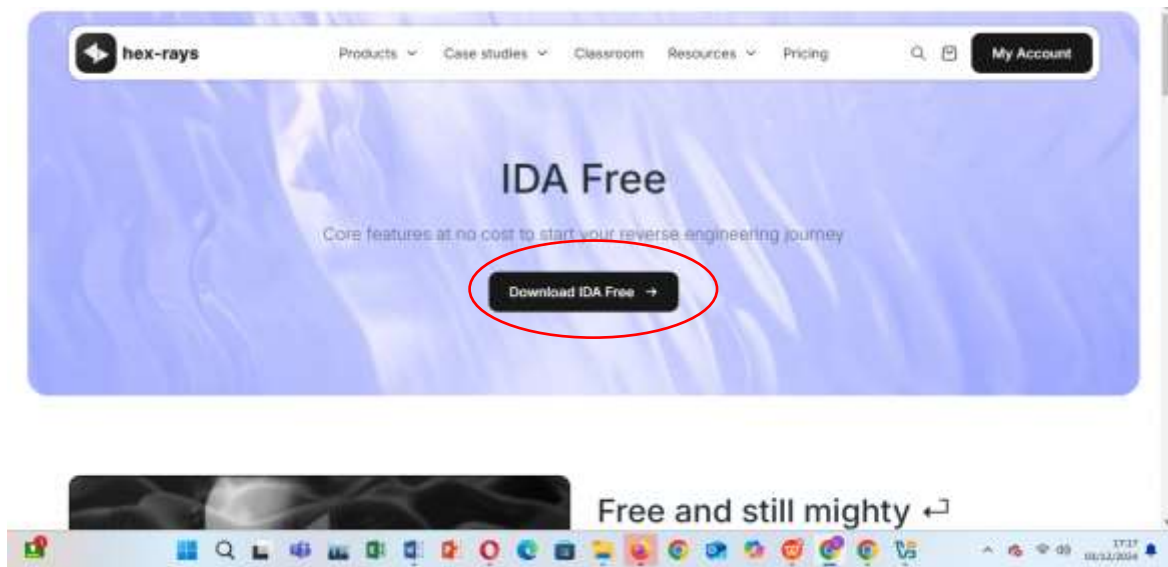 hex-rays
Products
Case studies
Classroom
Resources
Pricing
My Account
IDA Free
Core features at no cost to start your reverse engineering journey
Download IDA Free →
Free and still mighty ↵
17:17